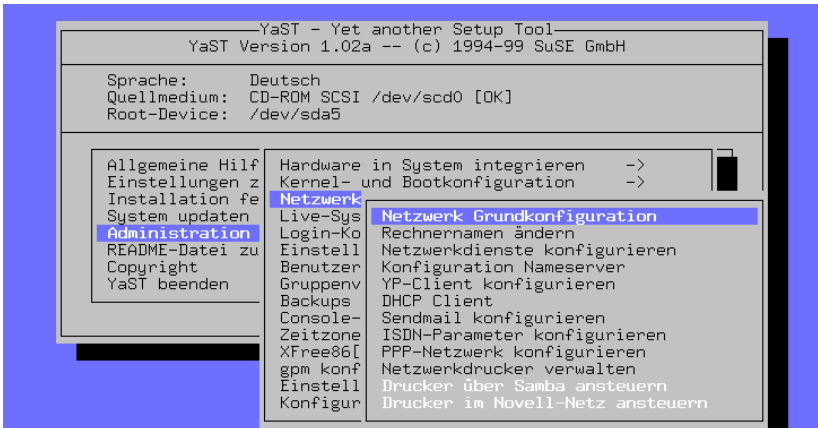 YaST - Yet another Setup Tool
YaST Version 1.02a -- (c) 1994-99 SuSE GmbH
Sprache: Deutsch
Quellmedium: CD-ROM SCSI /dev/scd0 [OK]
Root-Device: /dev/sda5
Allgemeine Hilf
Einstellungen z
Installation fe
System updaten
Administration
README-Datei zu
Copyright
YaST beenden
Hardware in System integrieren ->
Kernel- und Bootkonfiguration ->
Netzwerk
Live-Sys
Login-Ko
Einstell
Benutzer
Gruppenv
Backups
Console-
Zeitzone
XFree86[
gpm konf
Einstell
Konfigur
Netzwerk Grundkonfiguration
Rechnernamen ändern
Netzwerkdienste konfigurieren
Konfiguration Nameserver
YP-Client konfigurieren
DHCP Client
Sendmail konfigurieren
ISDN-Parameter konfigurieren
PPP-Netzwerk konfigurieren
Netzwerkdrucker verwalten
Drucker über Samba ansteuern
Drucker im Novell-Netz ansteuern